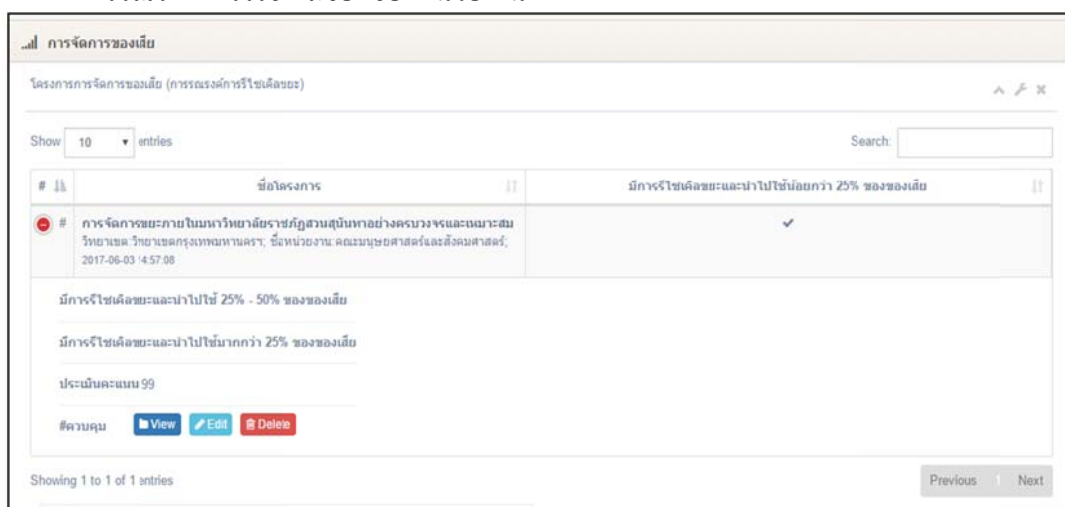 การจัดการของเสีย
โครงการการจัดการของเสีย (การรณรงค์การรีไซเคิลขยะ)
Show 10 entries Search:
# ชื่อโครงการ มีการรีไซเคิลขยะและนำไปใช้น้อยกว่า 25% ของของเสีย
# การจัดการขยะภายในมหาวิทยาลัยราชภัฏสวนสุนันทาอย่างครบวงจรและเหมาะสม
วิทยาเขต:วิทยาเขตกรุงเทพมหานคร; ชื่อหน่วยงาน:คณะมนุษยศาสตร์และสังคมศาสตร์;
2017-06-03 14:57:08
มีการรีไซเคิลขยะและนำไปใช้ 25% - 50% ของของเสีย
มีการรีไซเคิลขยะและนำไปใช้มากกว่า 25% ของของเสีย
ประเมินคะแนน 99
#ควบคุม View Edit Delete
Showing 1 to 1 of 1 entries
Previous 1 Next